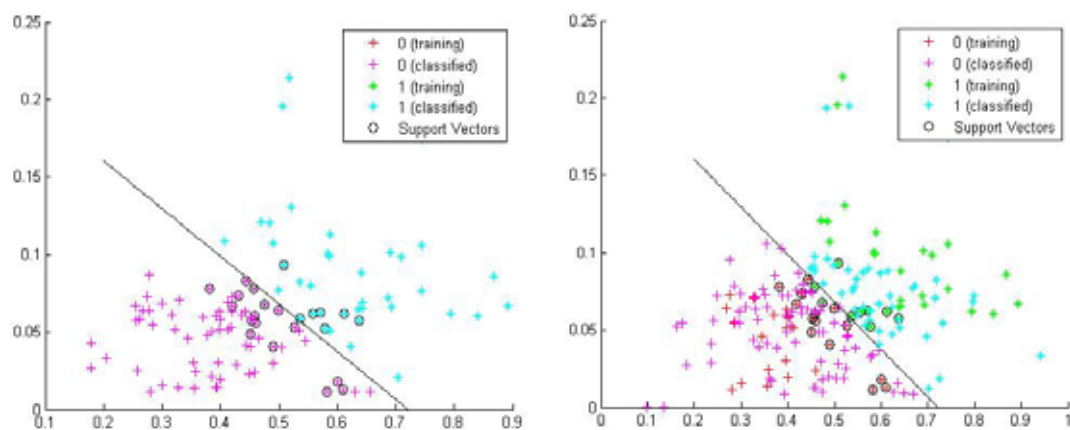 0.25
0.2
0.15
0.1
0.05
0
0.1 0.2 0.3 0.4 0.5 0.6 0.7 0.8 0.9
0 (training)
0 (classified)
1 (training)
1 (classified)
Support Vectors
0.25
0.2
0.15
0.1
0.05
0
0 0.1 0.2 0.3 0.4 0.5 0.6 0.7 0.8 0.9 1
0 (training)
0 (classified)
1 (training)
1 (classified)
Support Vectors